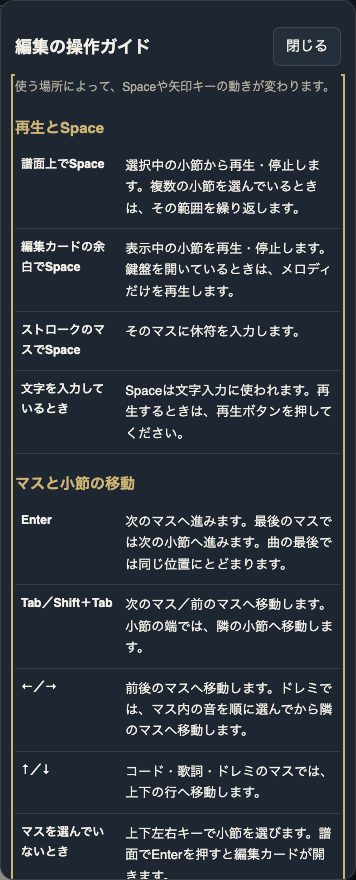 編集の操作ガイド
閉じる
使う場所によって、Spaceや矢印キーの動きが変わります。
再生とSpace
譜面上でSpace
選択中の小節から再生・停止しま
す。複数の小節を選んでいるとき
は、その範囲を繰り返します。
編集カードの余
白でSpace
表示中の小節を再生・停止します。
鍵盤を開いているときは、メロディ
だけを再生します。
ストロークのマ
スでSpace
そのマスに休符を入力します。
文字を入力して
いるとき
Spaceは文字入力に使われます。再
生するときは、再生ボタンを押して
ください。
マスと小節の移動
Enter
次のマスへ進みます。最後のマスで
は次の小節へ進みます。曲の最後で
は同じ位置にとどまります。
Tab／Shift＋Tab
次のマス／前のマスへ移動します。
小節の端では、隣の小節へ移動しま
す。
←／→
前後のマスへ移動します。ドレミで
は、マス内の音を順に選んでから隣
のマスへ移動します。
↑／↓
コード・歌詞・ドレミのマスでは、
上下の行へ移動します。
マスを選んでい
ないとき
上下左右キーで小節を選びます。譜
面でEnterを押すと編集カードが開
きます。